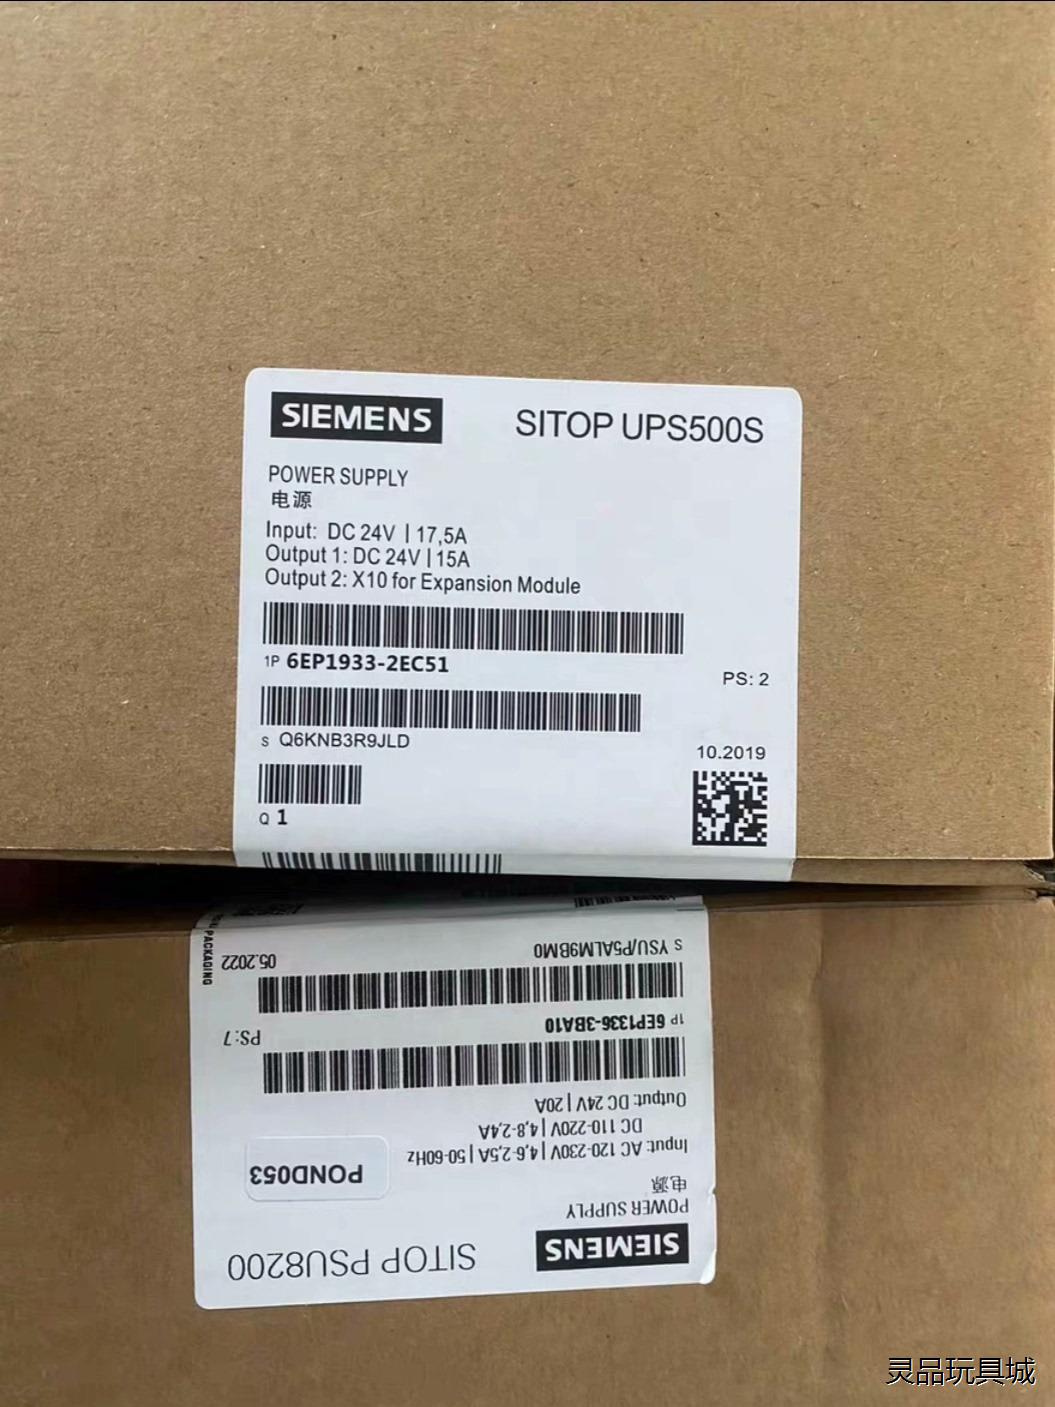 SIEMENS
SITOP UPS500S
POWER SUPPLY
电源
Input: DC 24V | 17,5A
Output 1: DC 24V | 15A
Output 2: X10 for Expansion Module
1P 6EP1933-2EC51
PS: 2
S Q6KNB3R9JLD
10.2019
Q 1
SIEMENS
SITOP PSU8200
POWER SUPPLY
电源
Input: AC 120-230V | 4,6-2,5A | 50-60Hz
DC 110-220V | 4,8-2,4A
Output: DC 24V | 20A
POND053
1P 6EP1336-3BA10
PS:7
S YSU/P5ALM9BM0
05.2022
PACKAGING
灵品玩具城